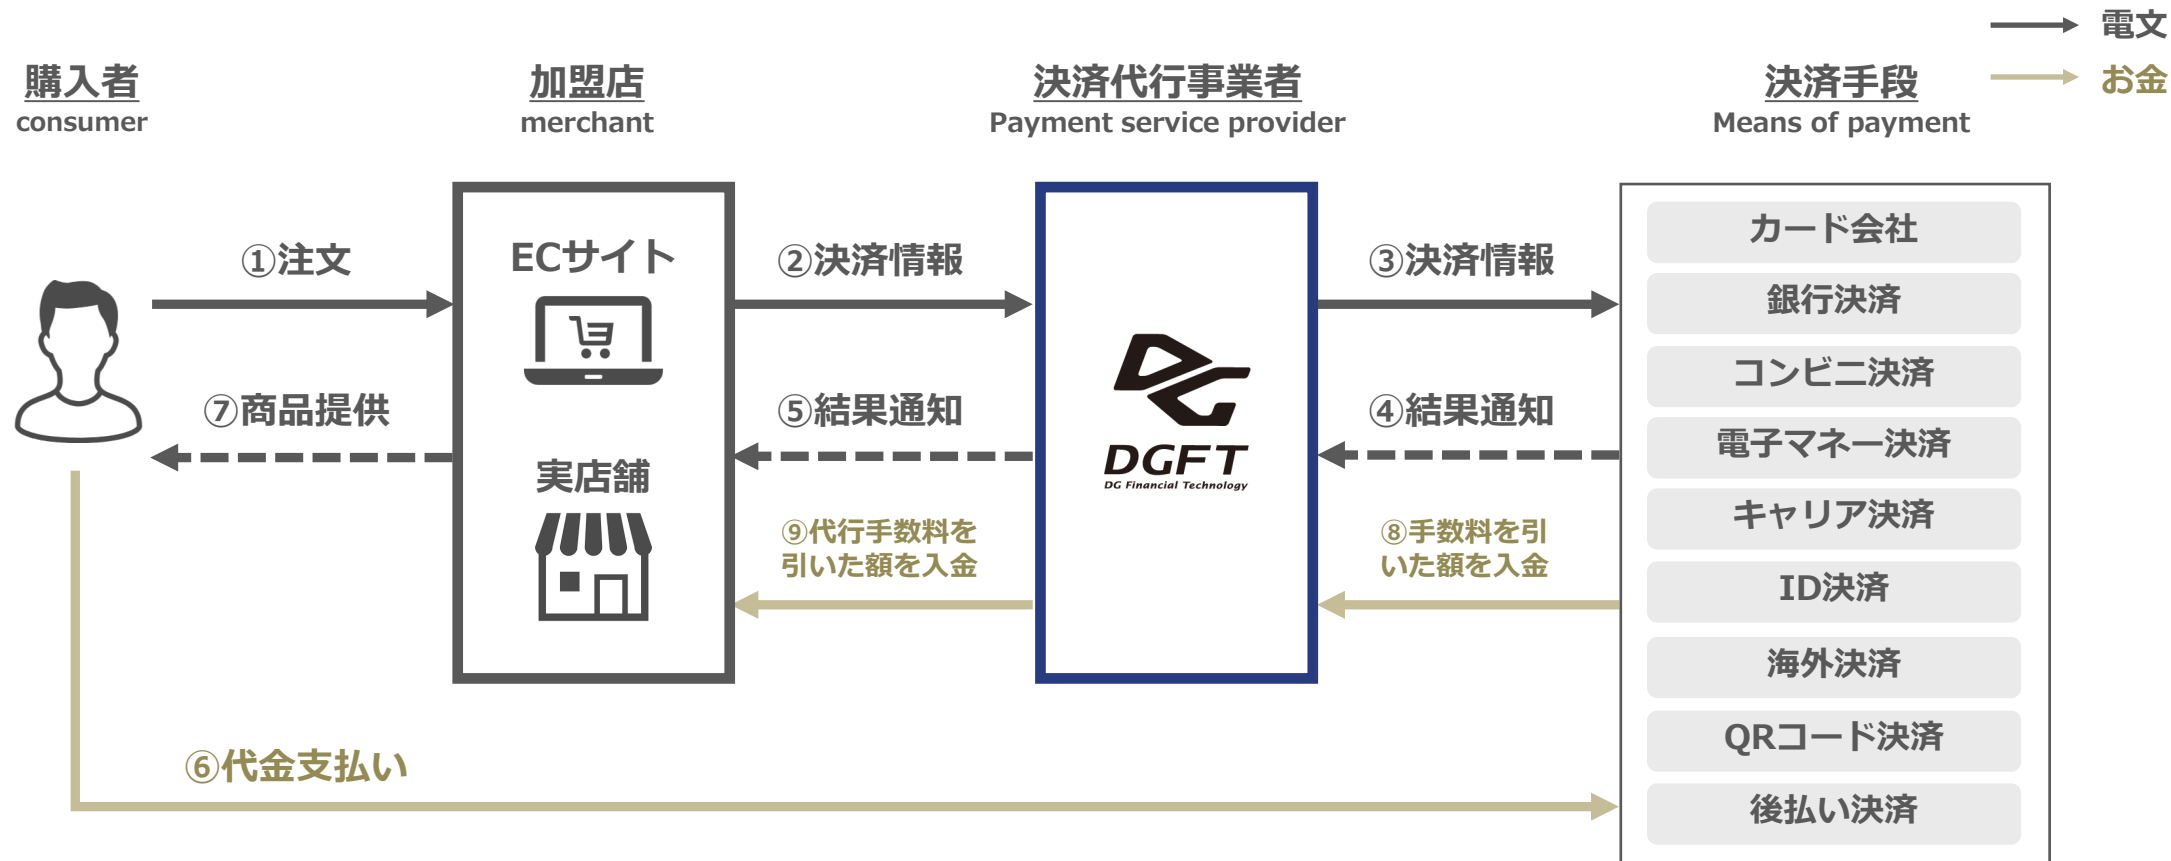 電文
お金
購入者
consumer
加盟店
merchant
決済代行事業者
Payment service provider
決済手段
Means of payment
①注文
ECサイト
②決済情報
③決済情報
⑦商品提供
実店舗
⑤結果通知
④結果通知
DGFT
DG Financial Technology
⑨代行手数料を
引いた額を入金
⑧手数料を引
いた額を入金
⑥代金支払い
カード会社
銀行決済
コンビニ決済
電子マネー決済
キャリア決済
ID決済
海外決済
QRコード決済
後払い決済